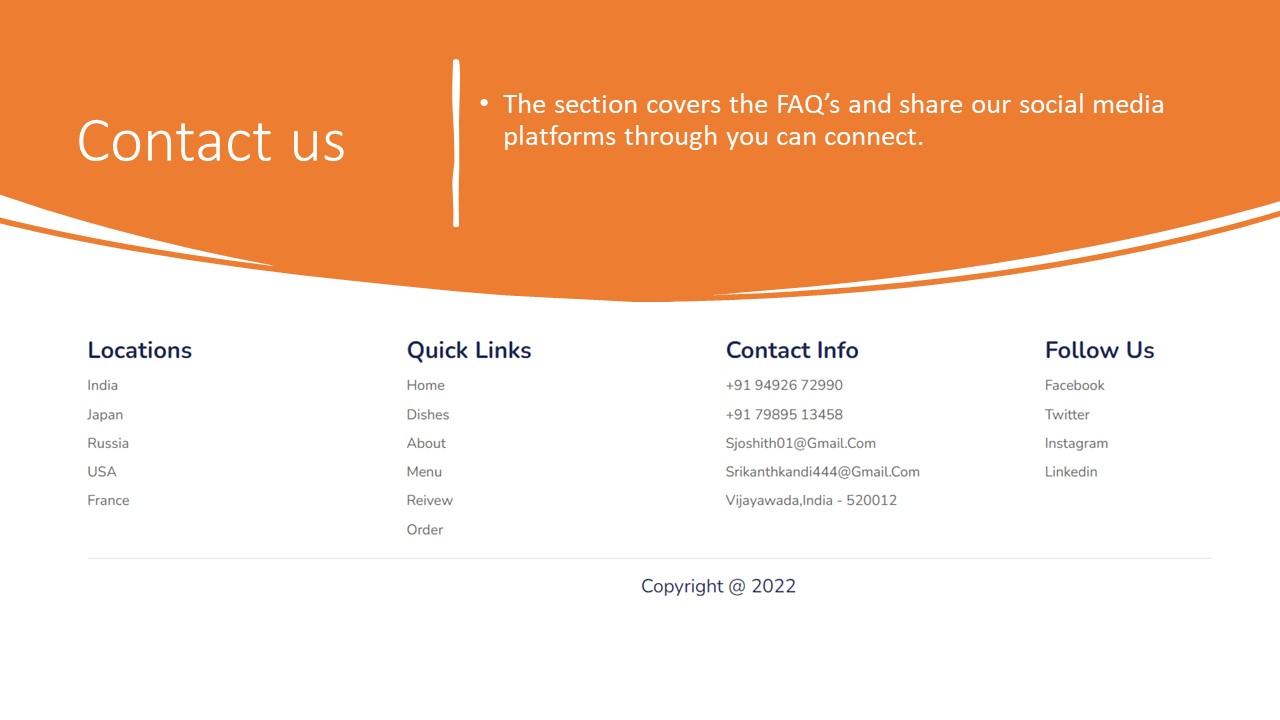 Contact us
• The section covers the FAQ’s and share our social media
platforms through you can connect.
Locations
India
Japan
Russia
USA
France
Quick Links
Home
Dishes
About
Menu
Reivew
Order
Contact Info
+91 94926 72990
+91 79895 13458
Sjoshith01@Gmail.Com
Srikanthkandi444@Gmail.Com
Vijayawada,India - 520012
Follow Us
Facebook
Twitter
Instagram
Linkedin
Copyright @ 2022